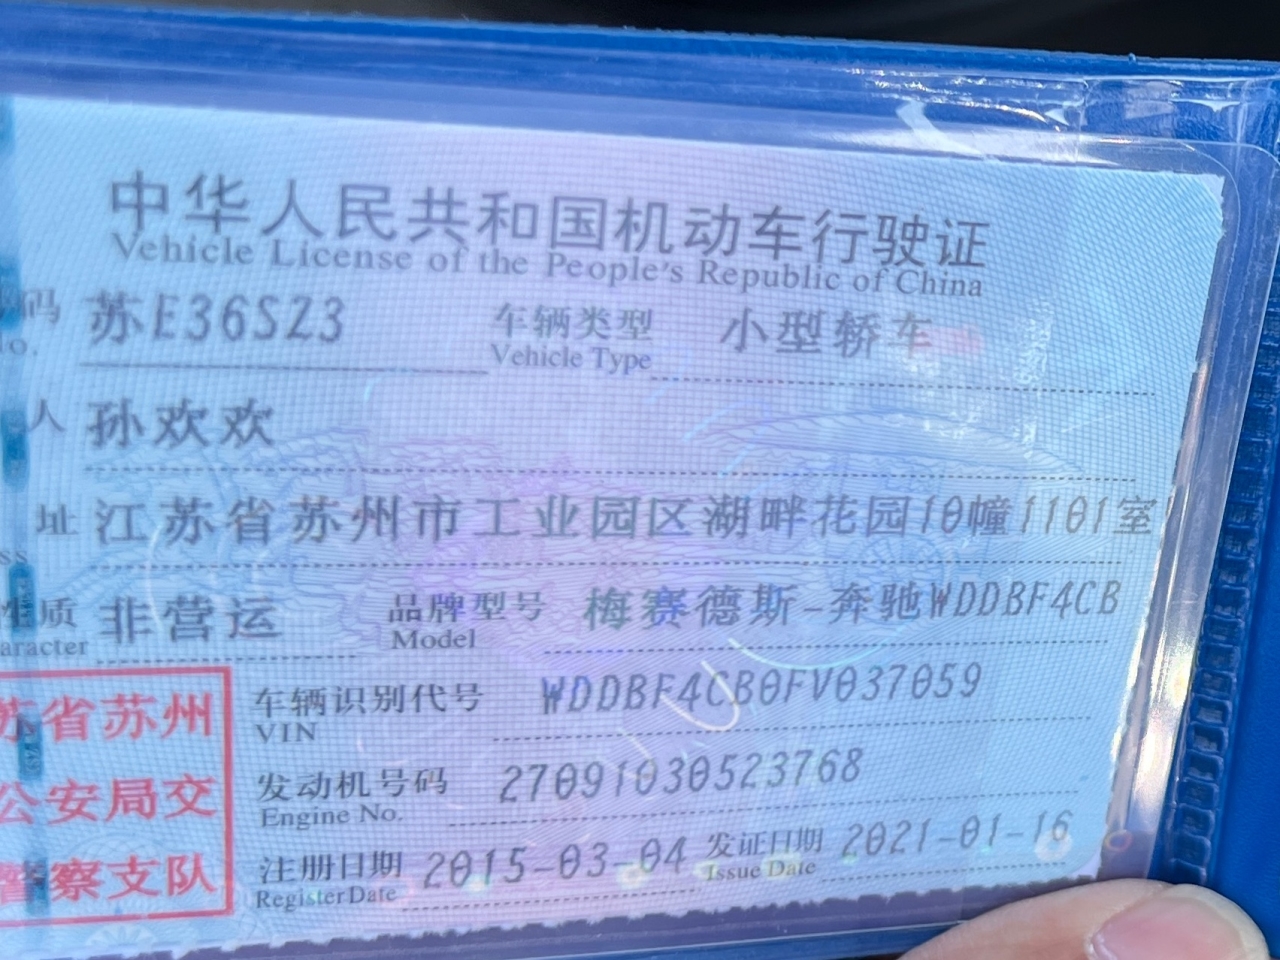 中华人民共和国机动车行驶证
Vehicle License of the People's Republic of China
码 苏E36SZ3 车辆类型 小型轿车
No. Vehicle Type
人 孙欢欢
址 江苏省苏州市工业园区湖畔花园10幢1101室
ss
性质 非营运 品牌型号 梅赛德斯-奔驰WDDBF4CB
aracter Model
苏省苏州
公安局交
警察支队
车辆识别代号 WDDBF4CB0FV037059
VIN
发动机号码 27091030523768
Engine No.
注册日期 2015-03-04 发证日期 2021-01-16
Register Date Issue Date